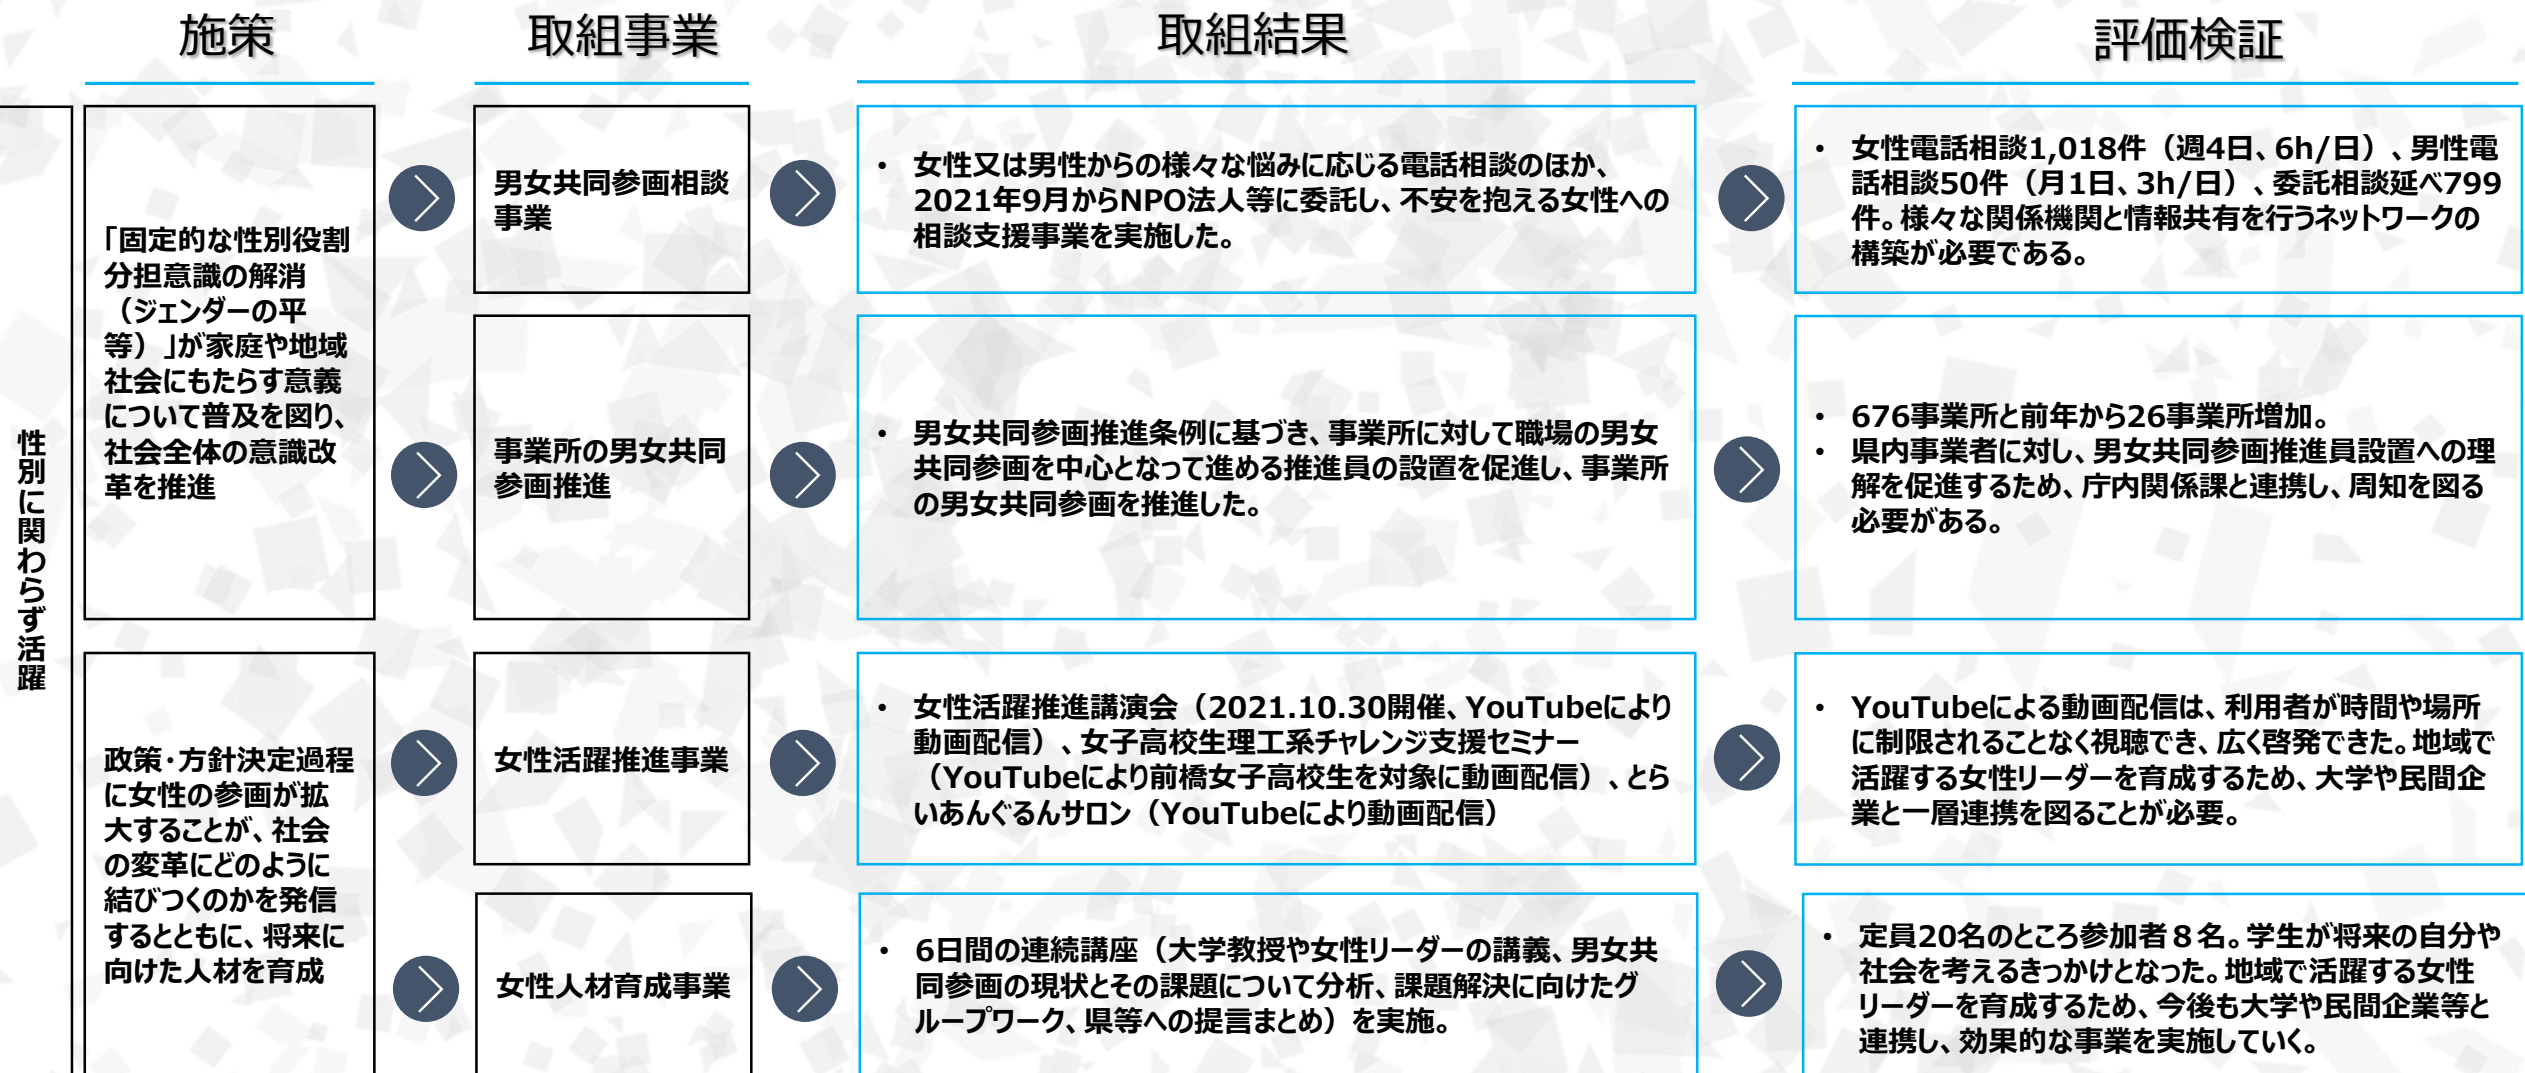 施策
取組事業
取組結果
評価検証
性別に関わらず活躍
「固定的な性別役割
分担意識の解消
（ジェンダーの平
等）」が家庭や地域
社会にもたらす意義
について普及を図り、
社会全体の意識改
革を推進
男女共同参画相談
事業
• 女性又は男性からの様々な悩みに応じる電話相談のほか、
2021年9月からNPO法人等に委託し、不安を抱える女性への
相談支援事業を実施した。
• 女性電話相談1,018件（週4日、6h/日）、男性電
話相談50件（月1日、3h/日）、委託相談延べ799
件。様々な関係機関と情報共有を行うネットワークの
構築が必要である。
事業所の男女共同
参画推進
• 男女共同参画推進条例に基づき、事業所に対して職場の男女
共同参画を中心となって進める推進員の設置を促進し、事業所
の男女共同参画を推進した。
• 676事業所と前年から26事業所増加。
• 県内事業者に対し、男女共同参画推進員設置への理
解を促進するため、庁内関係課と連携し、周知を図る
必要がある。
政策・方針決定過程
に女性の参画が拡
大することが、社会
の変革にどのように
結びつくのかを発信
するとともに、将来に
向けた人材を育成
女性活躍推進事業
• 女性活躍推進講演会（2021.10.30開催、YouTubeにより
動画配信）、女子高校生理工系チャレンジ支援セミナー
（YouTubeにより前橋女子高校生を対象に動画配信）、とら
いあんぐるんサロン（YouTubeにより動画配信）
• YouTubeによる動画配信は、利用者が時間や場所
に制限されることなく視聴でき、広く啓発できた。地域で
活躍する女性リーダーを育成するため、大学や民間企
業と一層連携を図ることが必要。
女性人材育成事業
• 6日間の連続講座（大学教授や女性リーダーの講義、男女共
同参画の現状とその課題について分析、課題解決に向けたグ
ループワーク、県等への提言まとめ）を実施。
• 定員20名のところ参加者８名。学生が将来の自分や
社会を考えるきっかけとなった。地域で活躍する女性
リーダーを育成するため、今後も大学や民間企業等と
連携し、効果的な事業を実施していく。